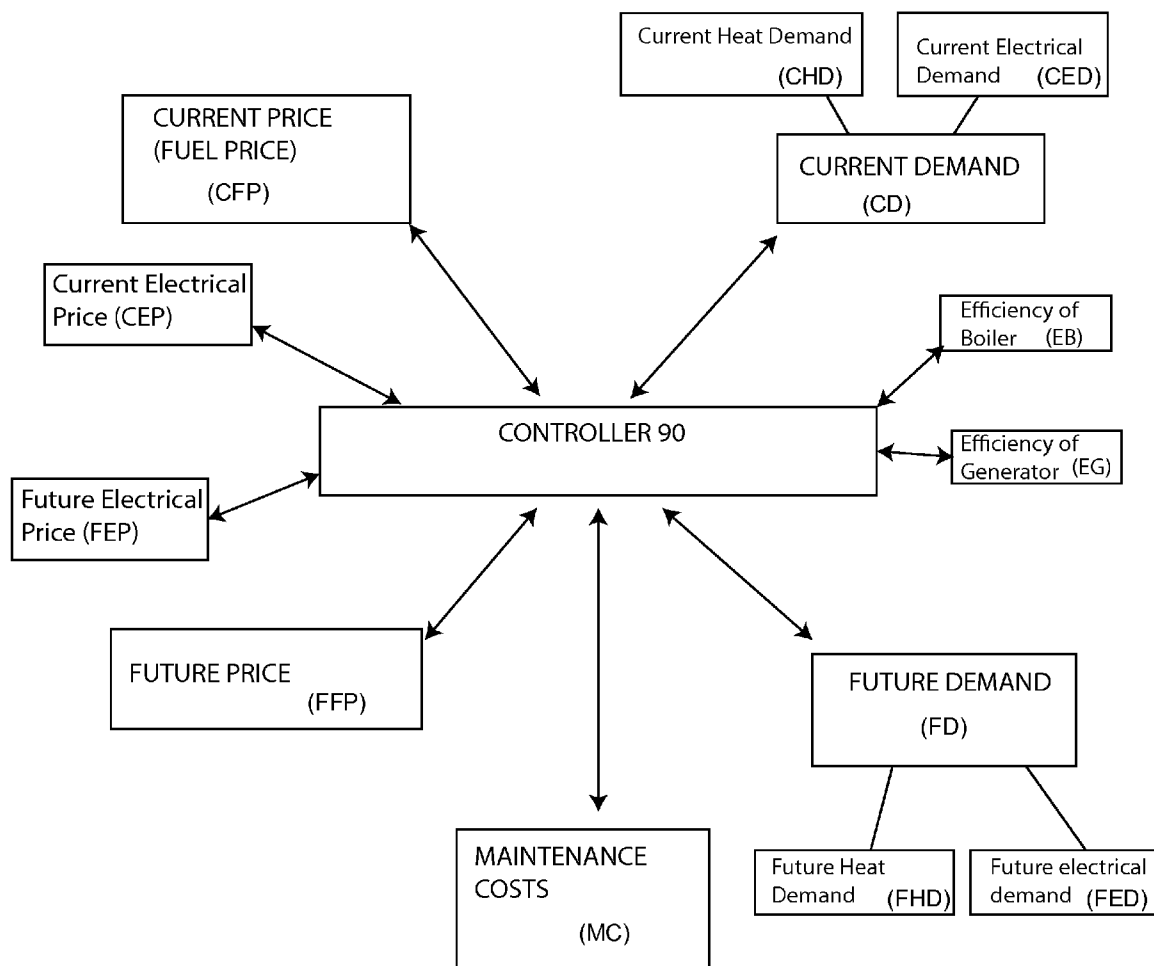 Current Heat Demand
(CHD)
Current Electrical
Demand (CED)
CURRENT PRICE
(FUEL PRICE)
(CFP)
CURRENT DEMAND
(CD)
Current Electrical
Price (CEP)
Efficiency of
Boiler (EB)
CONTROLLER 90
Efficiency of
Generator (EG)
Future Electrical
Price (FEP)
FUTURE PRICE
(FFP)
FUTURE DEMAND
(FD)
MAINTENANCE
COSTS
(MC)
Future Heat
Demand (FHD)
Future electrical
demand (FED)